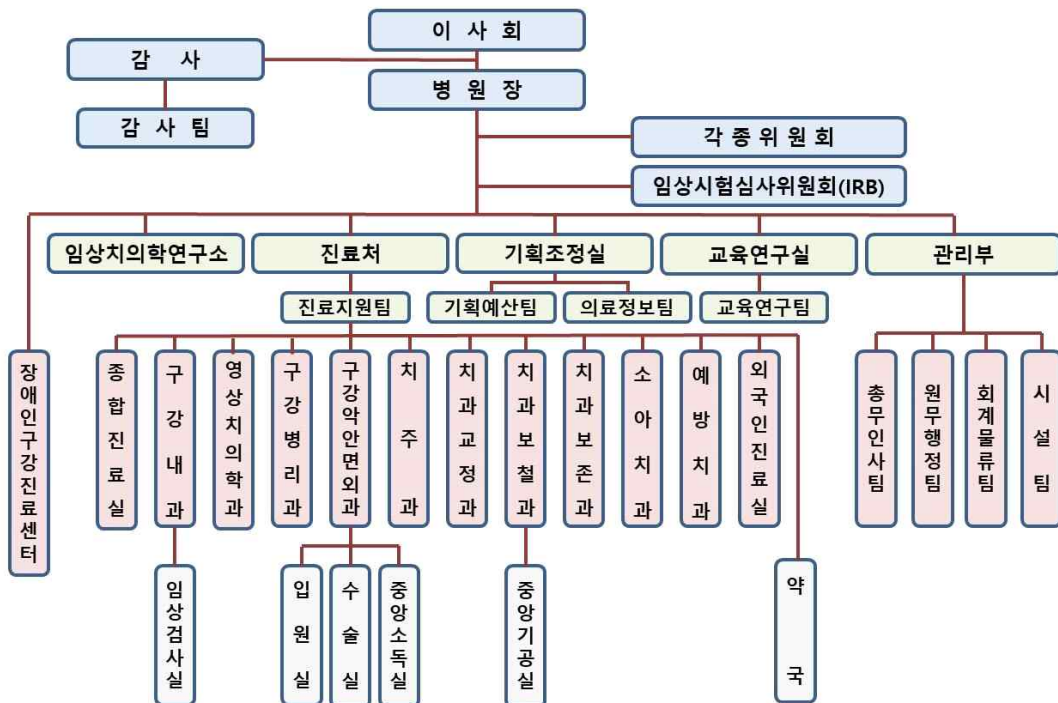 이 사 회
감 사
병 원 장
감 사 팀
각 종 위 원 회
임상시험심사위원회(IRB)
임상치의학연구소
진료처
기획조정실
교육연구실
관리부
진료지원팀
기획예산팀
의료정보팀
교육연구팀
장애인구강진료센터
종합진료실
구강내과
영상치의학과
구강병리과
구강악안면외과
치주과
치과교정과
치과보철과
치과보존과
소아치과
예방치과
외국인진료실
총무인사팀
원무행정팀
회계물류팀
시설팀
임상검사실
입원실
수술실
중앙소독실
중앙기공실
약국